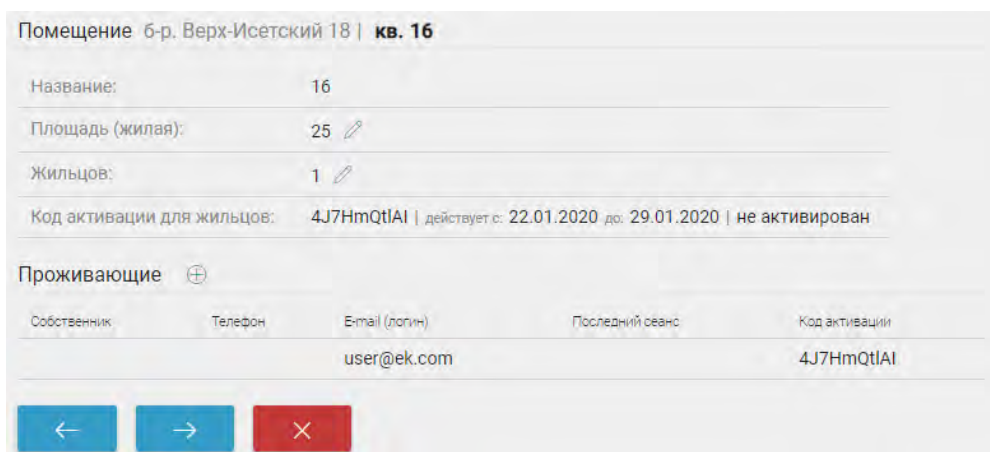 Помещение б-р. Верх-Исетский 18 | кв. 16
Название: 16
Площадь (жилая): 25
Жильцов: 1
Код активации для жильцов: 4J7HmQtlAI | действует с: 22.01.2020 до: 29.01.2020 | не активирован
Проживающие
Собственник Телефон E-mail (логин) Последний сеанс Код активации
user@ek.com 4J7HmQtlAI